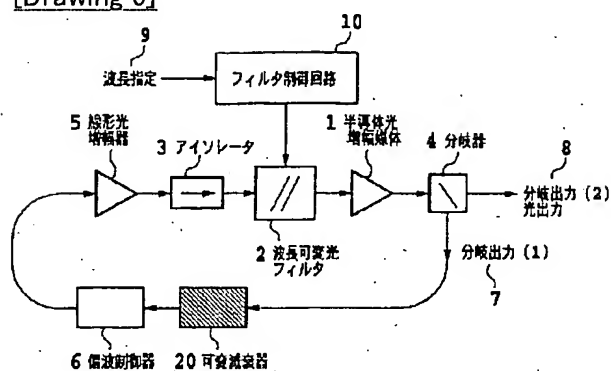 [Drawing 6]
9
波長指定
10
フィルタ制御回路
5 線形光
増幅器
3 アイソレータ
1 半導体光
増幅媒体
4 分岐器
8
分岐出力 (2)
光出力
2 波長可変光
フィルタ
分岐出力 (1)
7
6 偏波制御器
20 可変減衰器